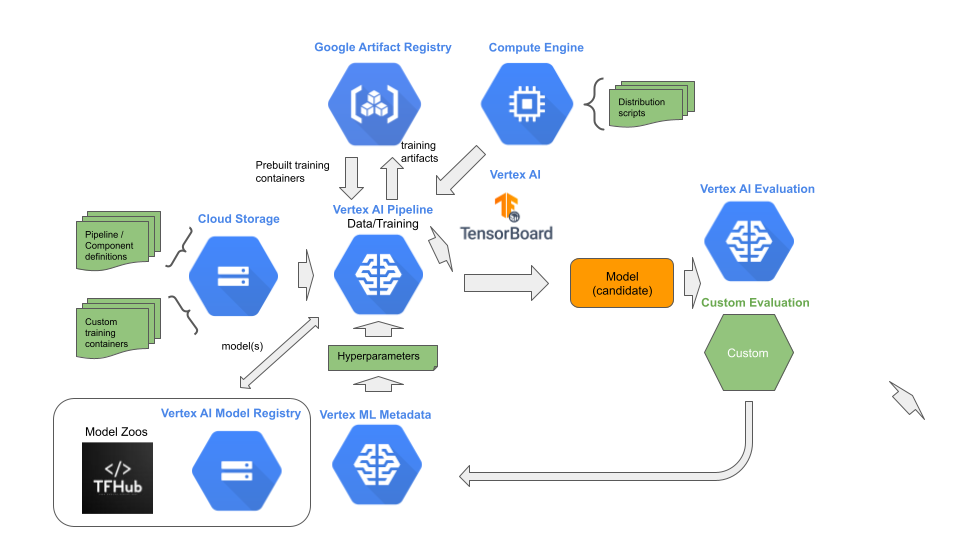 Google Artifact Registry
Compute Engine
Distribution
scripts
training
artifacts
Prebuilt training
containers
Vertex AI
Vertex AI Evaluation
Pipeline /
Component
definitions
Cloud Storage
Vertex AI Pipeline
Data/Training
TensorBoard
Model
(candidate)
Custom Evaluation
Custom
training
containers
model(s)
Hyperparameters
Custom
Vertex AI Model Registry
Vertex ML Metadata
Model Zoos
</>
TFHub